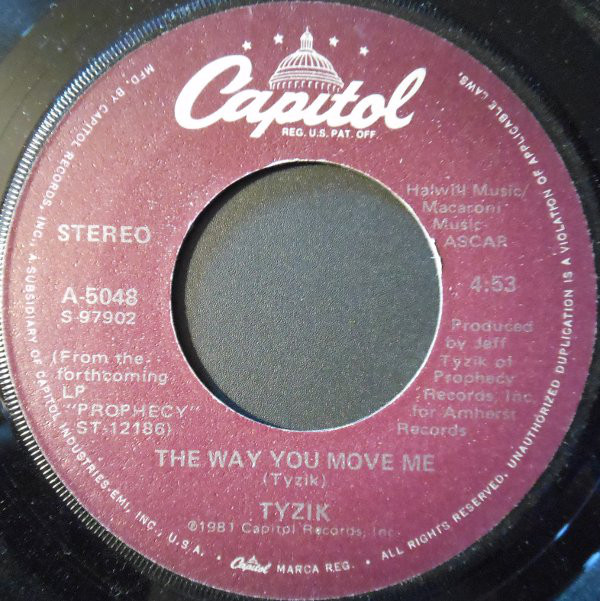 Capitol
REG. U.S. PAT. OFF
STEREO
A-5048
S-97902
(From the
forthcoming
LP
"PROPHECY"
ST-12186)
Halwill Music/
Macaroni
Music-
ASCAP
4:53
Produced
by Jeff
Tyzik of
Prophecy
Records, Inc.
for Amherst
Records
THE WAY YOU MOVE ME
(Tyzik)
TYZIK
℗1981 Capitol Records, Inc.
MFD. BY CAPITOL RECORDS, INC., A SUBSIDIARY OF CAPITOL INDUSTRIES-EMI, INC., U.S.A. • Capitol MARCA REG. • ALL RIGHTS RESERVED. UNAUTHORIZED DUPLICATION IS A VIOLATION OF APPLICABLE LAWS.